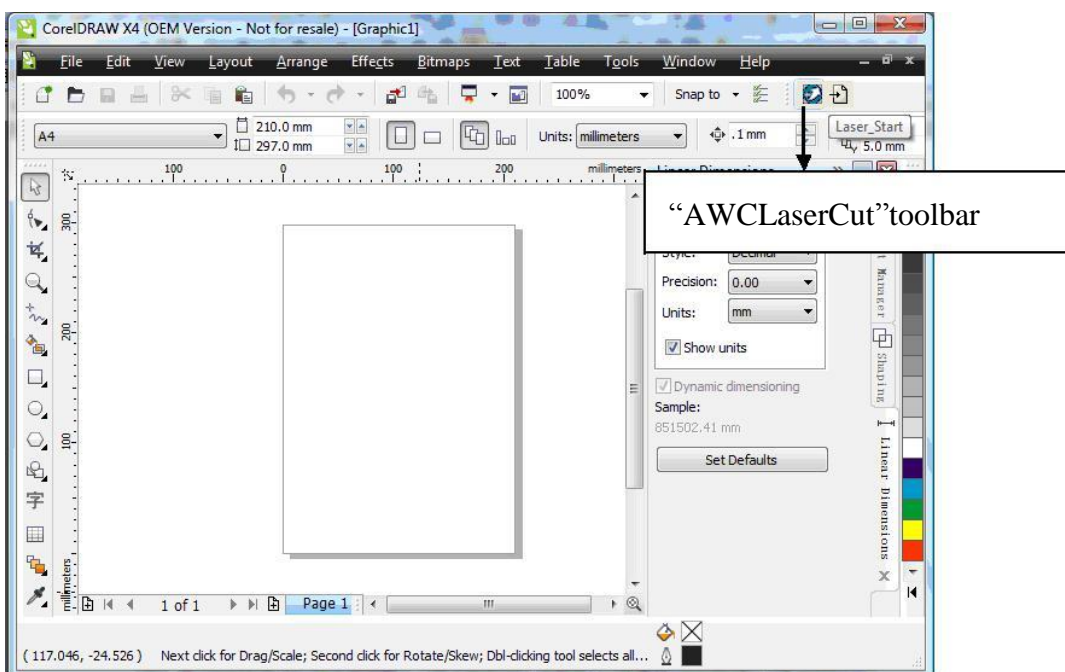 CorelDRAW X4 (OEM Version - Not for resale) - [Graphic1]
File Edit View Layout Arrange Effects Bitmaps Text Table Tools Window Help
100% Snap to
Laser_Start
A4 210.0 mm 297.0 mm Units: millimeters .1 mm 5.0 mm
100 0 100 200 millimeters
“AWCLaserCut”toolbar
Precision: 0.00
Units: mm
Show units
Dynamic dimensioning
Sample:
851502.41 mm
Set Defaults
Manager
Shaping
Linear Dimensions
300
200
100
millimeters
字
1 of 1 Page 1
( 117.046, -24.526 ) Next click for Drag/Scale; Second click for Rotate/Skew; Dbl-clicking tool selects all...